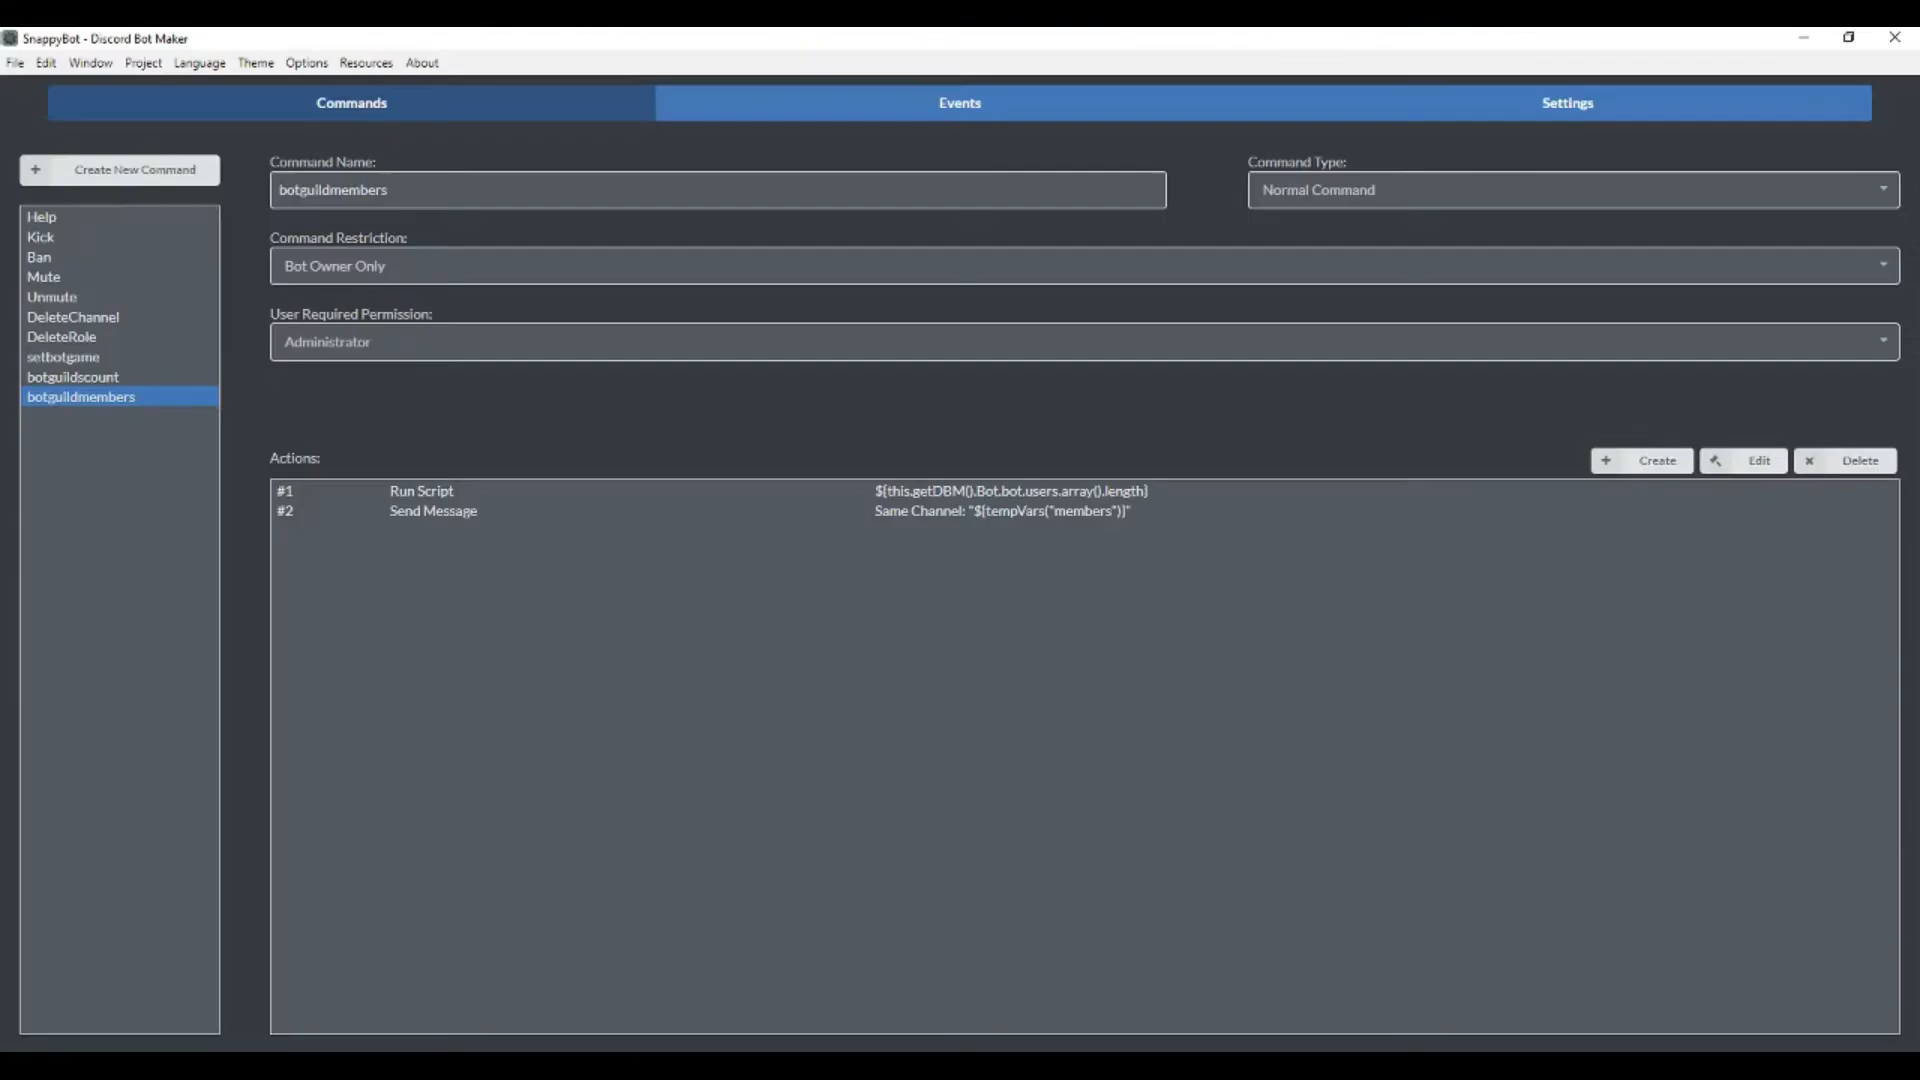 SnappyBot - Discord Bot Maker
File Edit Window Project Language Theme Options Resources About
Commands Events Settings
+ Create New Command
Help
Kick
Ban
Mute
Unmute
DeleteChannel
DeleteRole
setbotgame
botguildscount
botguildmembers
Command Name:
botguildmembers
Command Type:
Normal Command
Command Restriction:
Bot Owner Only
User Required Permission:
Administrator
Actions:
+ Create
Edit
× Delete
#1 Run Script ${this.getDBM().Bot.bot.users.array().length}
#2 Send Message Same Channel: "${tempVars("members")}"